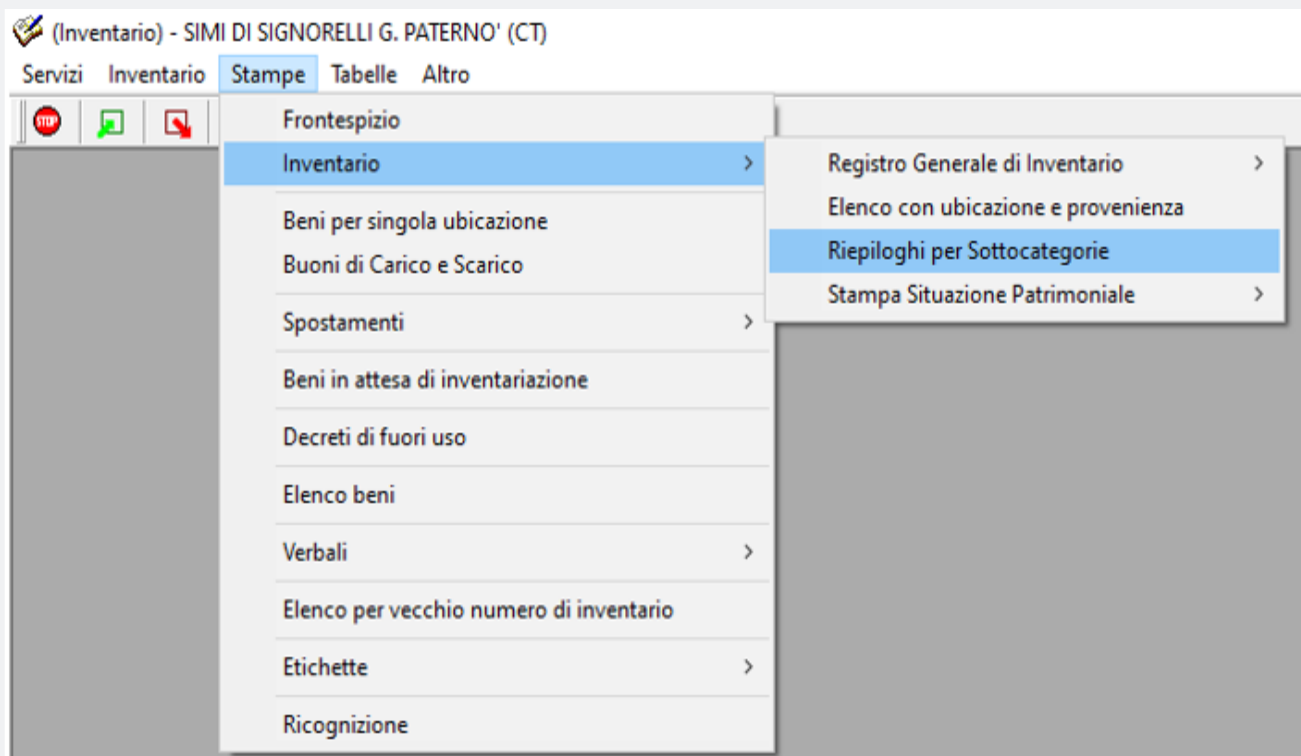 (Inventario) - SIMI DI SIGNORELLI G. PATERNO' (CT)
Servizi Inventario Stampe Tabelle Altro
STOP
Frontespizio
Inventario
Beni per singola ubicazione
Buoni di Carico e Scarico
Spostamenti
Beni in attesa di inventariazione
Decreti di fuori uso
Elenco beni
Verbali
Elenco per vecchio numero di inventario
Etichette
Ricognizione
Registro Generale di Inventario
Elenco con ubicazione e provenienza
Riepiloghi per Sottocategorie
Stampa Situazione Patrimoniale